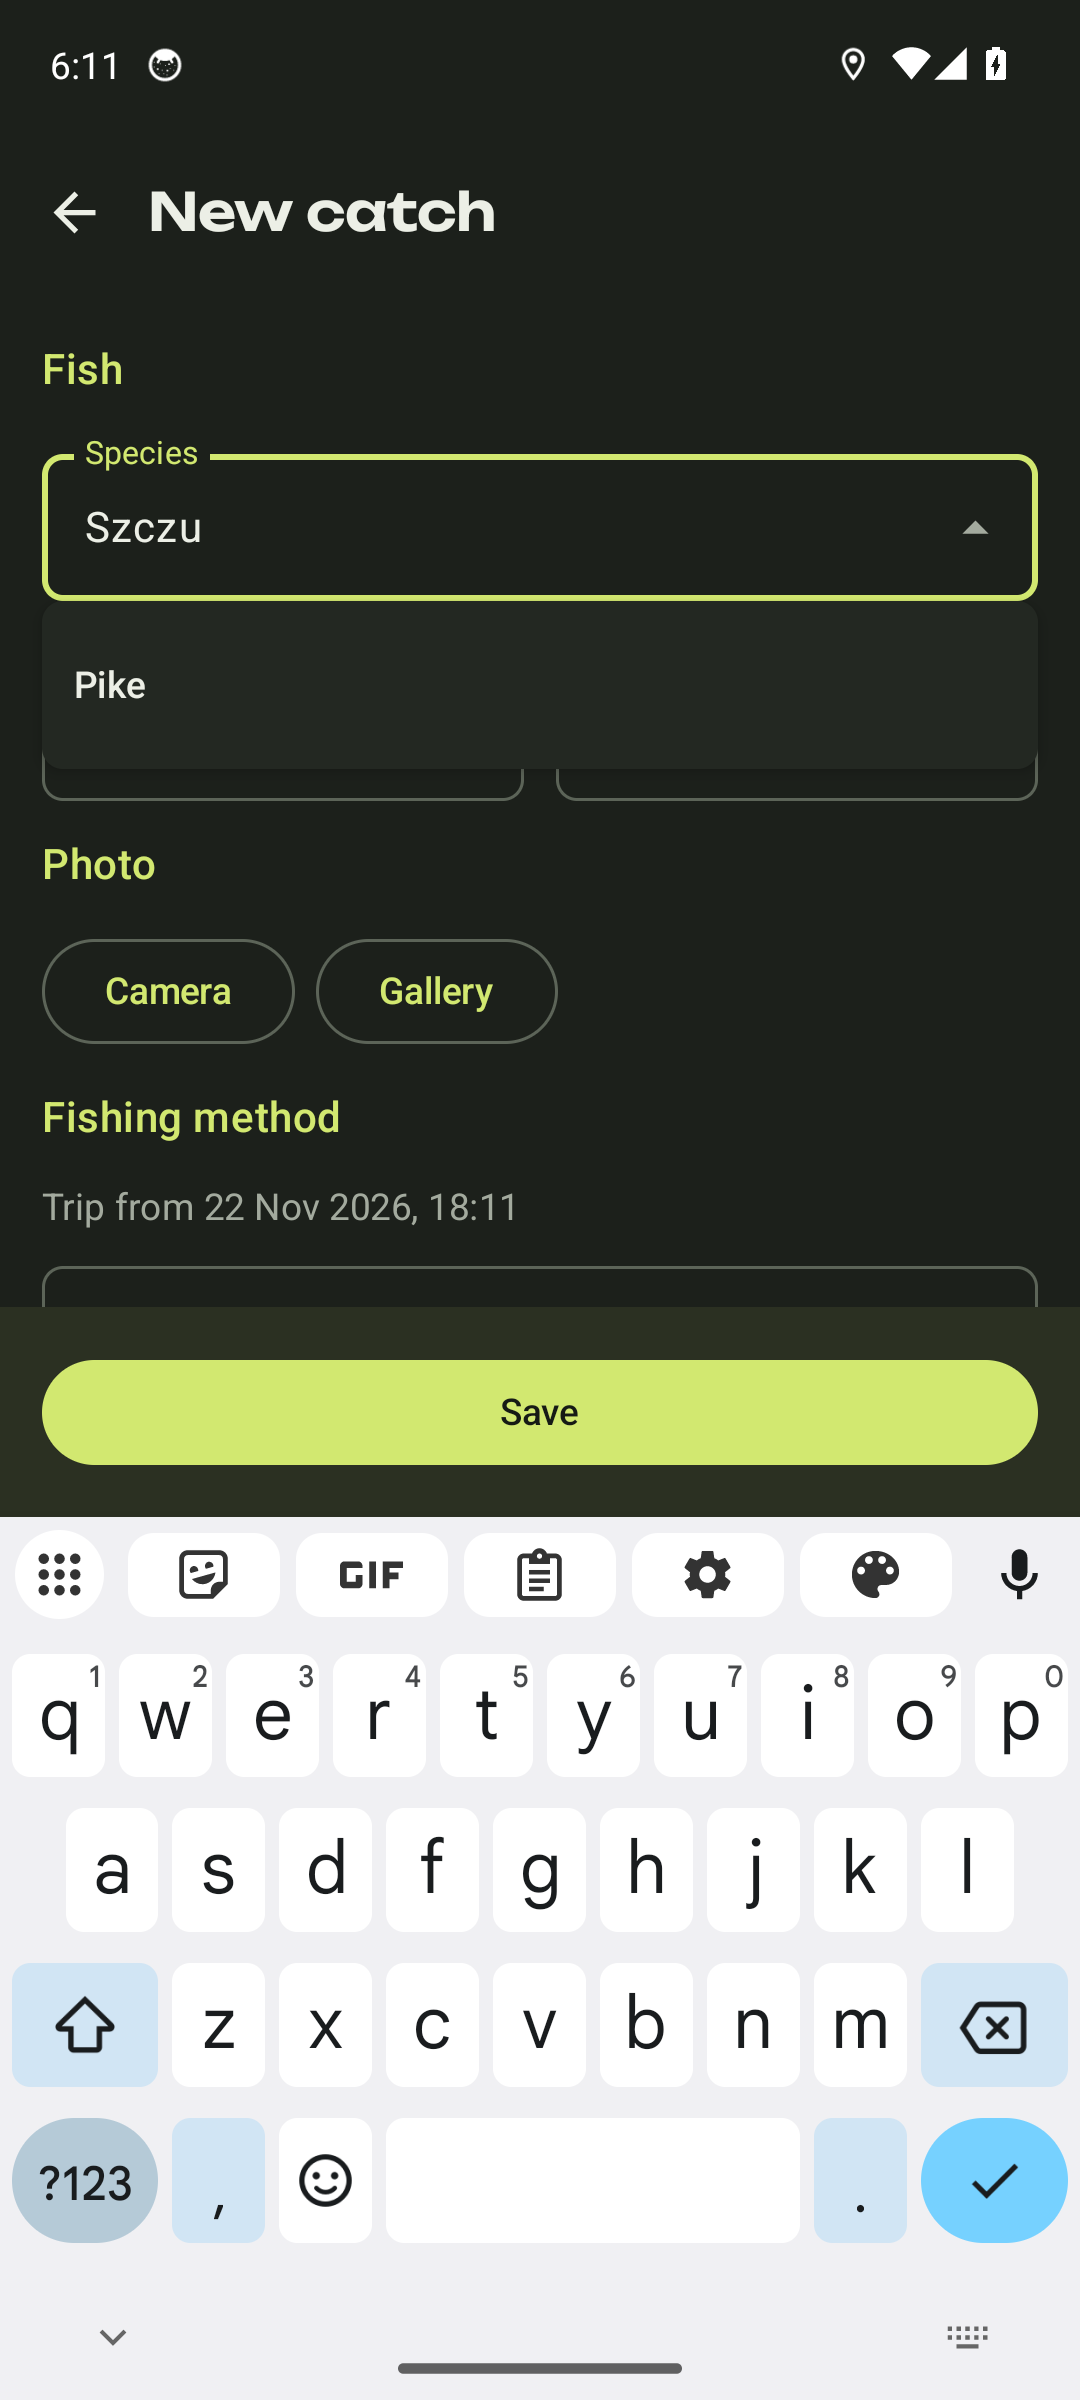 6:11
New catch
Fish
Species
Szczu
Pike
Photo
Camera
Gallery
Fishing method
Trip from 22 Nov 2026, 18:11
Save
GIF
1 2 3 4 5 6 7 8 9 0
q w e r t y u i o p
a s d f g h j k l
z x c v b n m
?123 , .